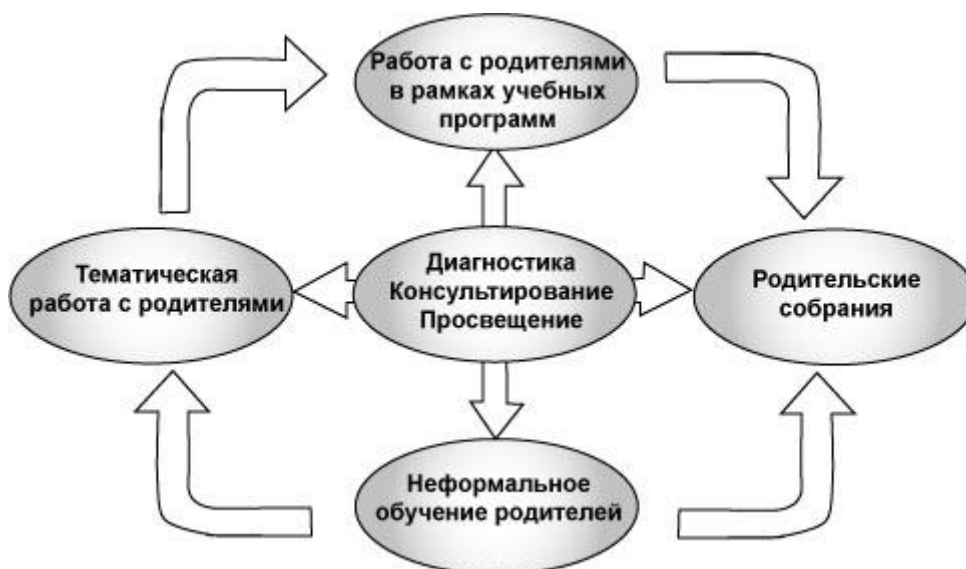 Работа с родителями
в рамках учебных
программ
Тематическая
работа с родителями
Диагностика
Консультирование
Просвещение
Родительские
собрания
Неформальное
обучение родителей